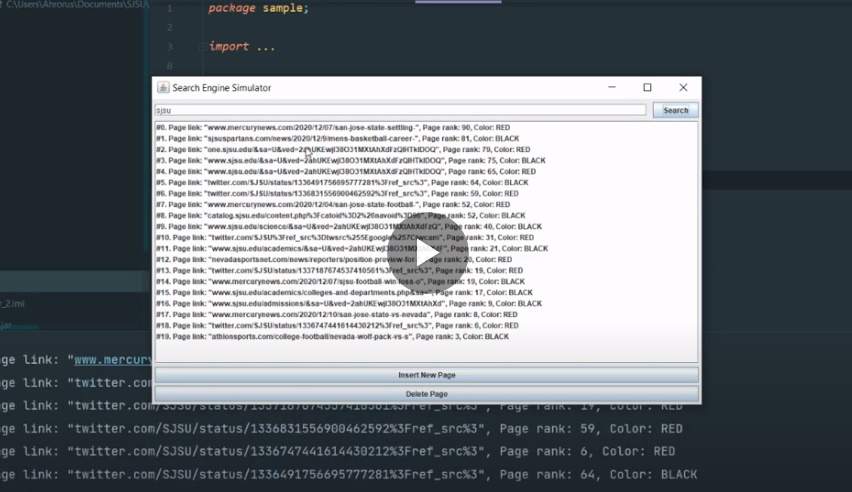 C:\Users\Ahrorus\Documents\SJSU\
1 package sample;
2
3 import ...
8
Search Engine Simulator
sjsu
Search
#0. Page link: "www.mercurynews.com/2020/12/07/san-jose-state-settling-", Page rank: 90, Color: RED
#1. Page link: "sjsuspartans.com/news/2020/12/9/mens-basketball-career-", Page rank: 81, Color: BLACK
#2. Page link: "one.sjsu.edu/&sa=U&ved=2ahUKEwjI38O31MXtAhXdFzQIHTkIDOQ", Page rank: 79, Color: RED
#3. Page link: "www.sjsu.edu/&sa=U&ved=2ahUKEwjI38O31MXtAhXdFzQIHTkIDOQ", Page rank: 75, Color: BLACK
#4. Page link: "www.sjsu.edu/&sa=U&ved=2ahUKEwjI38O31MXtAhXdFzQIHTkIDOQ", Page rank: 65, Color: RED
#5. Page link: "twitter.com/SJSU/status/1336491756695777281%3Fref_src%3", Page rank: 64, Color: BLACK
#6. Page link: "twitter.com/SJSU/status/1336831556900462592%3Fref_src%3", Page rank: 59, Color: RED
#7. Page link: "www.mercurynews.com/2020/12/04/san-jose-state-football-", Page rank: 52, Color: RED
#8. Page link: "catalog.sjsu.edu/content.php%3Fcatoid%3D2%26navoid%3D96", Page rank: 52, Color: BLACK
#9. Page link: "www.sjsu.edu/science/&sa=U&ved=2ahUKEwjI38O31MXtAhXdFzQ", Page rank: 40, Color: BLACK
#10. Page link: "twitter.com/SJSU%3Fref_src%3Dtwsrc%255Egoogle%257Ctwcam", Page rank: 31, Color: RED
#11. Page link: "www.sjsu.edu/academics/&sa=U&ved=2ahUKEwjI38O31MXtAhXdF", Page rank: 21, Color: BLACK
#12. Page link: "nevadasportsnet.com/news/reporters/position-preview-for- Page rank: 20, Color: RED
#13. Page link: "twitter.com/SJSU/status/1337187674537410561%3Fref_src%3", Page rank: 19, Color: RED
#14. Page link: "www.mercurynews.com/2020/12/07/sjsu-football-win-loss-o", Page rank: 19, Color: BLACK
#15. Page link: "www.sjsu.edu/academics/colleges-and-departments.php&sa=", Page rank: 17, Color: BLACK
#16. Page link: "www.sjsu.edu/admissions/&sa=U&ved=2ahUKEwjI38O31MXtAhXd", Page rank: 9, Color: BLACK
#17. Page link: "www.mercurynews.com/2020/12/10/san-jose-state-vs-nevada", Page rank: 8, Color: RED
#18. Page link: "twitter.com/SJSU/status/1336747441614430212%3Fref_src%3", Page rank: 6, Color: RED
#19. Page link: "athlonsports.com/college-football/nevada-wolf-pack-vs-s", Page rank: 3, Color: BLACK
Insert New Page
Delete Page
r_2.iml
jar
age link: "www.mercury
age link: "twitter.com
age link: "twitter.com/SJSU/status/1337187674537410561%3Fref_src%3", Page rank: 19, Color: RED
age link: "twitter.com/SJSU/status/1336831556900462592%3Fref_src%3", Page rank: 59, Color: RED
age link: "twitter.com/SJSU/status/1336747441614430212%3Fref_src%3", Page rank: 6, Color: RED
age link: "twitter.com/SJSU/status/1336491756695777281%3Fref_src%3", Page rank: 64, Color: BLACK